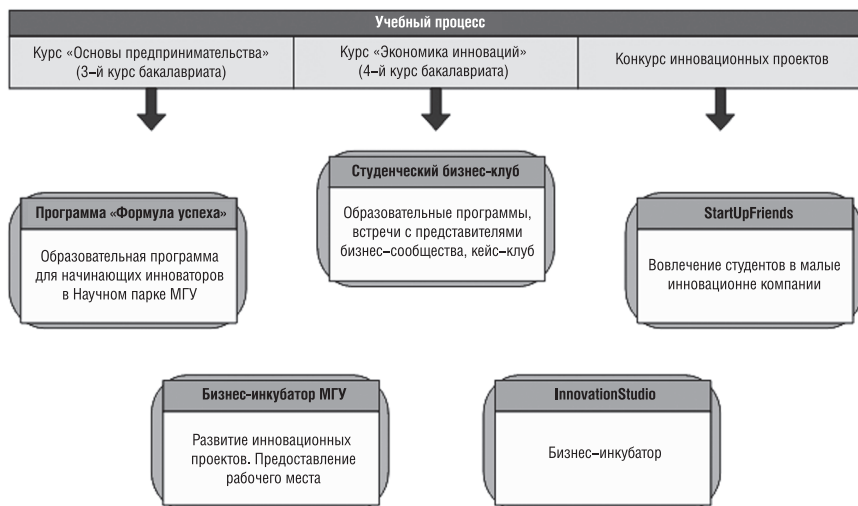 Учебный процесс
Курс «Основы предпринимательства»
(3–й курс бакалавриата)
Курс «Экономика инноваций»
(4–й курс бакалавриата)
Конкурс инновационных проектов
Студенческий бизнес-клуб
Образовательные программы,
встречи с представителями
бизнес–сообщества, кейс–клуб
Программа «Формула успеха»
Образовательная программа
для начинающих инноваторов
в Научном парке МГУ
StartUpFriends
Вовлечение студентов в малые
инновационне компании
Бизнес-инкубатор МГУ
Развитие инновационных
проектов. Предоставление
рабочего места
InnovationStudio
Бизнес–инкубатор